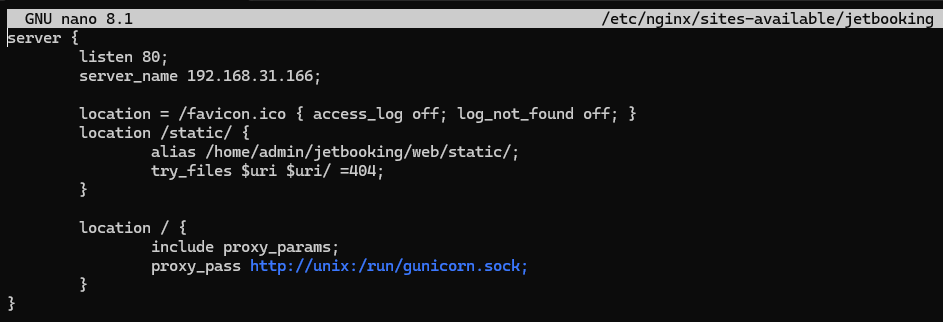 GNU nano 8.1 /etc/nginx/sites-available/jetbooking
server {
listen 80;
server_name 192.168.31.166;
location = /favicon.ico { access_log off; log_not_found off; }
location /static/ {
alias /home/admin/jetbooking/web/static/;
try_files $uri $uri/ =404;
}
location / {
include proxy_params;
proxy_pass http://unix:/run/gunicorn.sock;
}
}